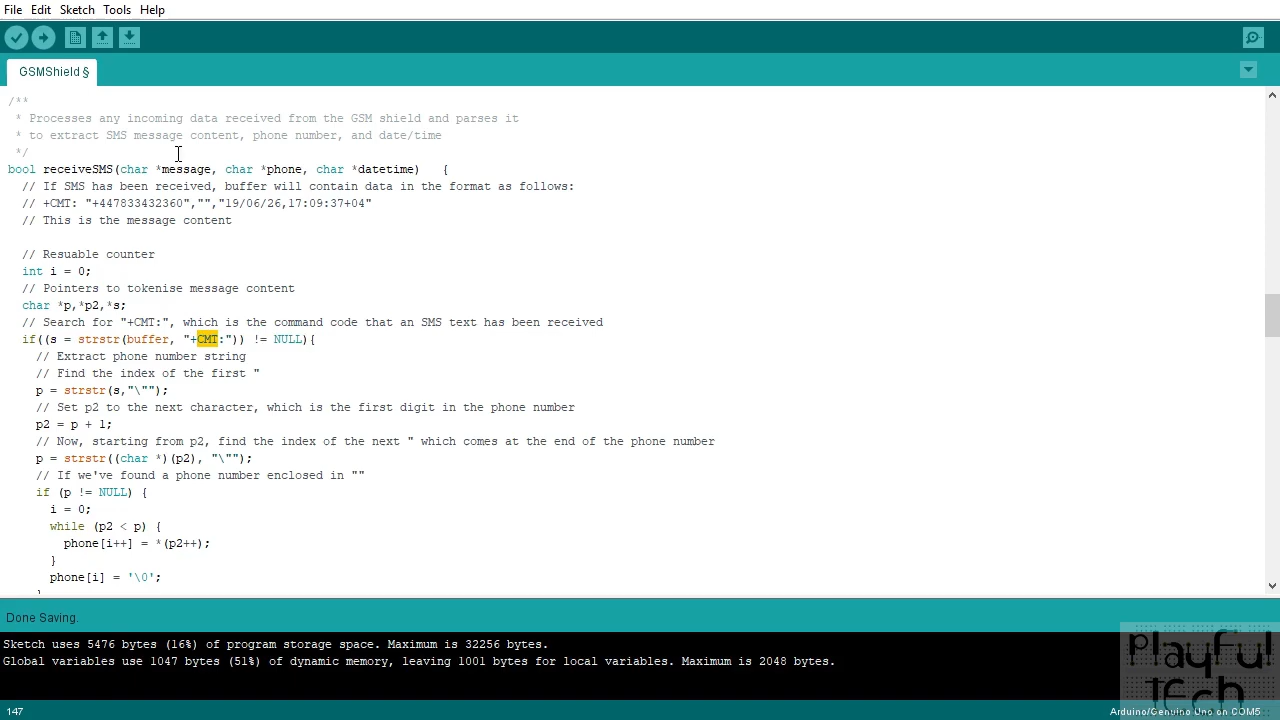 File Edit Sketch Tools Help
GSMShield §
/**
 * Processes any incoming data received from the GSM shield and parses it
 * to extract SMS message content, phone number, and date/time
 */
bool receiveSMS(char *message, char *phone, char *datetime)   {
  // If SMS has been received, buffer will contain data in the format as follows:
  // +CMT: "+447833432360","","19/06/26,17:09:37+04"
  // This is the message content
  // Resuable counter
  int i = 0;
  // Pointers to tokenise message content
  char *p,*p2,*s;
  // Search for "+CMT:", which is the command code that an SMS text has been received
  if((s = strstr(buffer, "+CMT:")) != NULL){
    // Extract phone number string
    // Find the index of the first "
    p = strstr(s,"\"");
    // Set p2 to the next character, which is the first digit in the phone number
    p2 = p + 1;
    // Now, starting from p2, find the index of the next " which comes at the end of the phone number
    p = strstr((char *)(p2), "\"");
    // If we've found a phone number enclosed in ""
    if (p != NULL) {
      i = 0;
      while (p2 < p) {
        phone[i++] = *(p2++);
      }
      phone[i] = '\0';
Done Saving.
Sketch uses 5476 bytes (16%) of program storage space. Maximum is 32256 bytes.
Global variables use 1047 bytes (51%) of dynamic memory, leaving 1001 bytes for local variables. Maximum is 2048 bytes.
Playful
Tech
147
Arduino/Genuino Uno on COM5